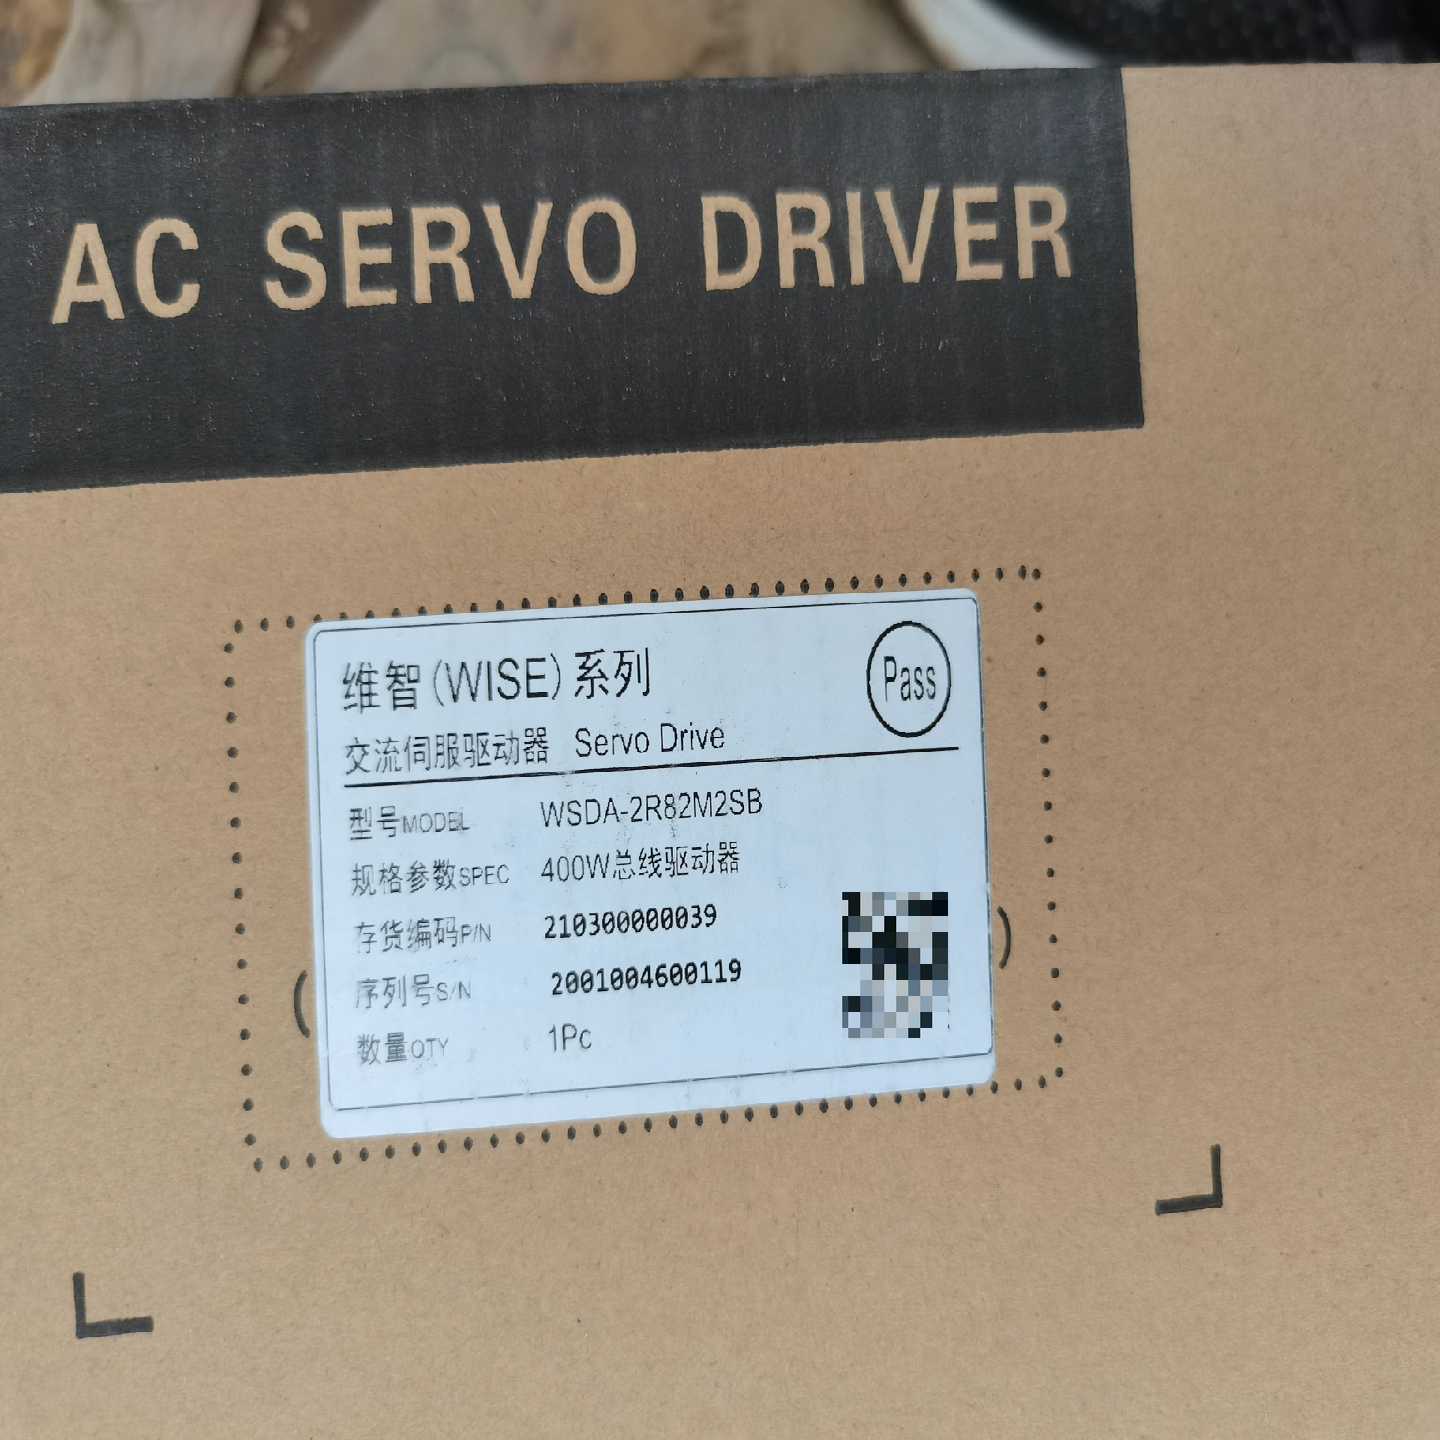 AC SERVO DRIVER
维智(WISE)系列
Pass
交流伺服驱动器 Servo Drive
型号MODEL WSDA-2R82M2SB
规格参数SPEC 400W总线驱动器
存货编码P/N 210300000039
序列号S/N 2001004600119
数量QTY 1Pc